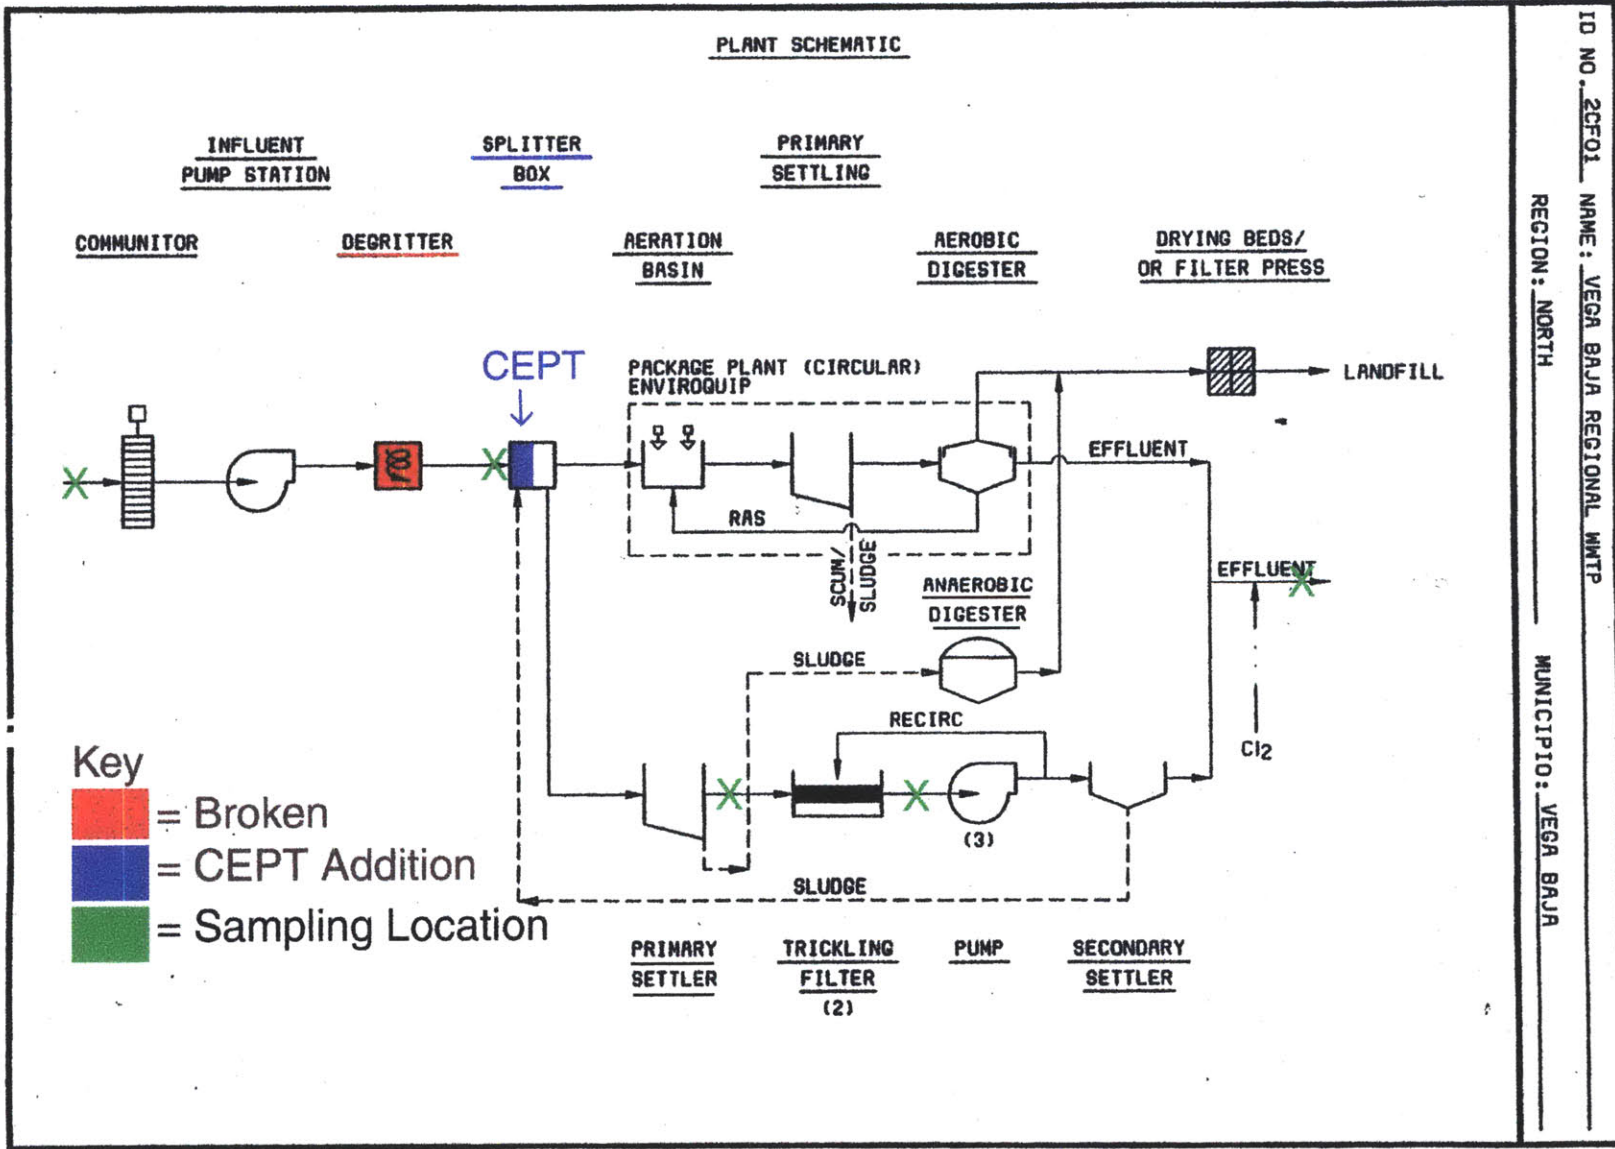 PLANT SCHEMATIC
INFLUENT
PUMP STATION
SPLITTER
BOX
PRIMARY
SETTLING
COMMUNITOR
DEGRITTER
AERATION
BASIN
AEROBIC
DIGESTER
DRYING BEDS/
OR FILTER PRESS
CEPT
PACKAGE PLANT (CIRCULAR)
ENVIROQUIP
LANDFILL
EFFLUENT
RAS
SCUM/
SLUDGE
EFFLUENT
ANAEROBIC
DIGESTER
SLUDGE
RECIRC
Cl2
(3)
SLUDGE
Key
= Broken
= CEPT Addition
= Sampling Location
PRIMARY
SETTLER
TRICKLING
FILTER
(2)
PUMP
SECONDARY
SETTLER
ID NO. 2CF01 NAME: VEGA BAJA REGIONAL WWTP
REGION: NORTH MUNICIPIO: VEGA BAJA